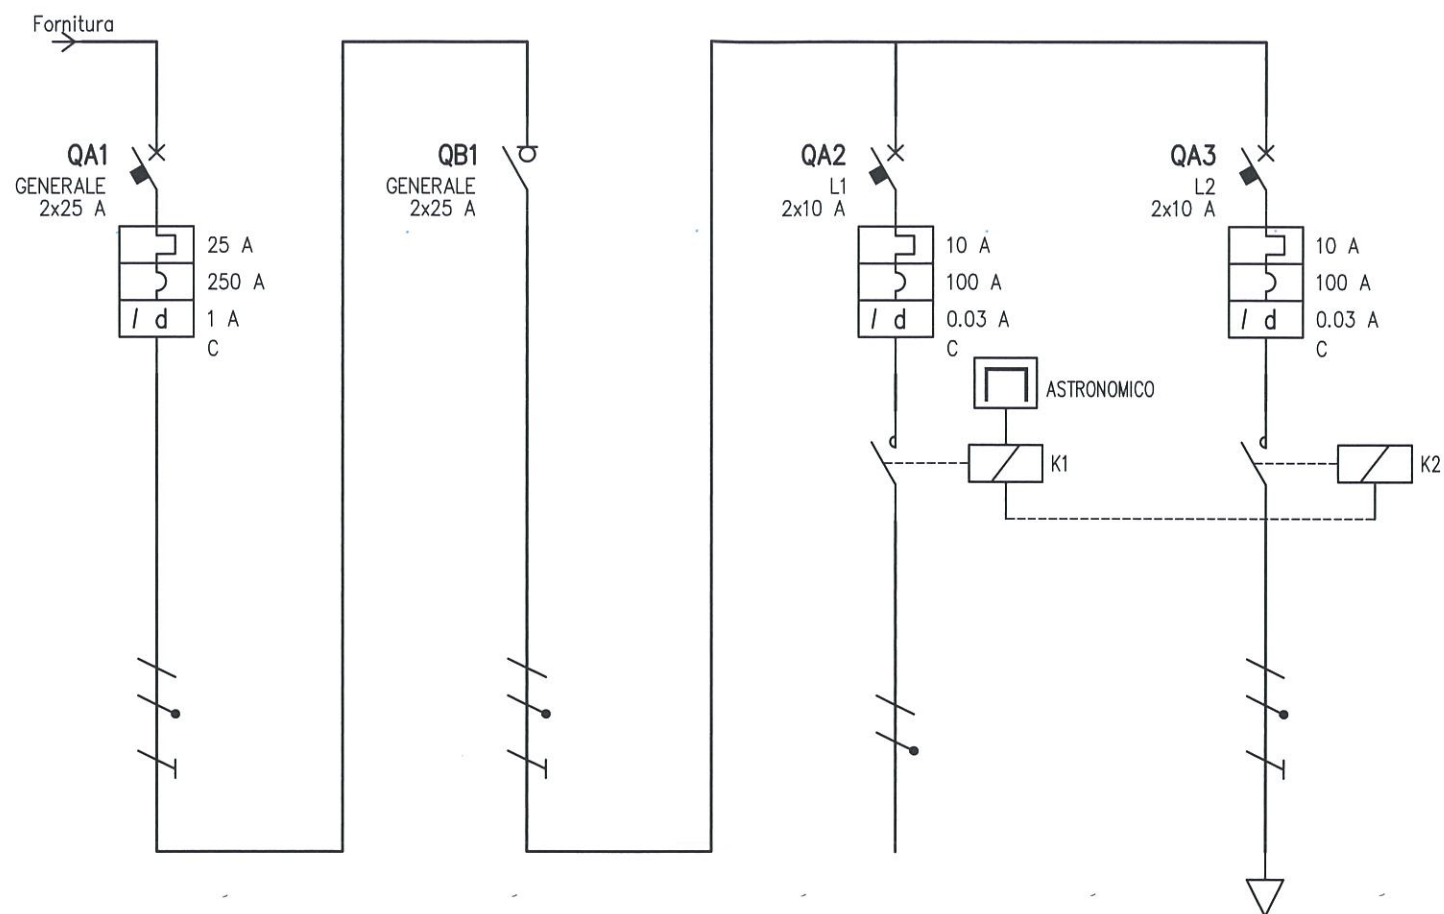 Fornitura
QA1
GENERALE
2x25 A
25 A
250 A
I d
1 A
C
QB1
GENERALE
2x25 A
QA2
L1
2x10 A
10 A
100 A
I d
0.03 A
C
ASTRONOMICO
K1
QA3
L2
2x10 A
10 A
100 A
I d
0.03 A
C
K2